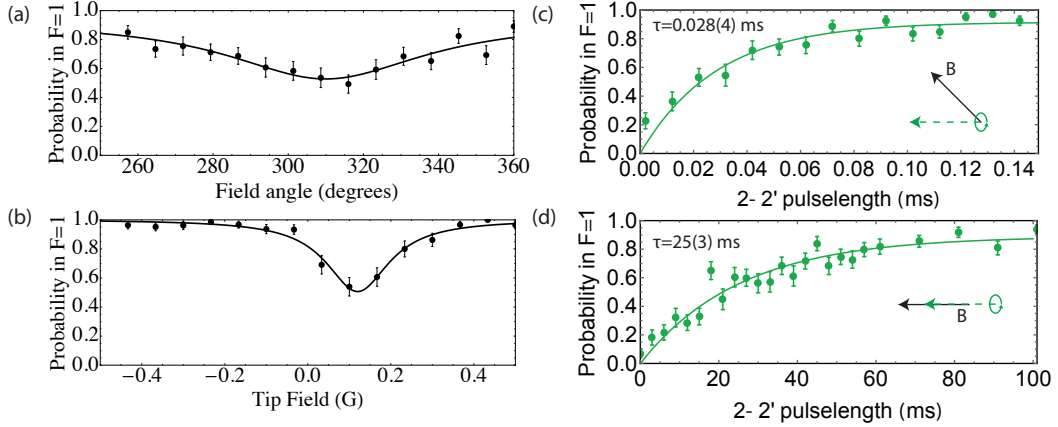 (a)
Probability in F=1
1.0
0.8
0.6
0.4
0.2
0.0
260 280 300 320 340 360
Field angle (degrees)
(b)
Probability in F=1
1.0
0.8
0.6
0.4
0.2
0.0
−0.4 −0.2 0.0 0.2 0.4
Tip Field (G)
(c)
Probability in F=1
1.0
0.8
0.6
0.4
0.2
0
τ=0.028(4) ms
B
0.00 0.02 0.04 0.06 0.08 0.10 0.12 0.14
2- 2' pulselength (ms)
(d)
Probability in F=1
1.0
0.8
0.6
0.4
0.2
0.0
τ=25(3) ms
B
0 20 40 60 80 100
2- 2' pulselength (ms)